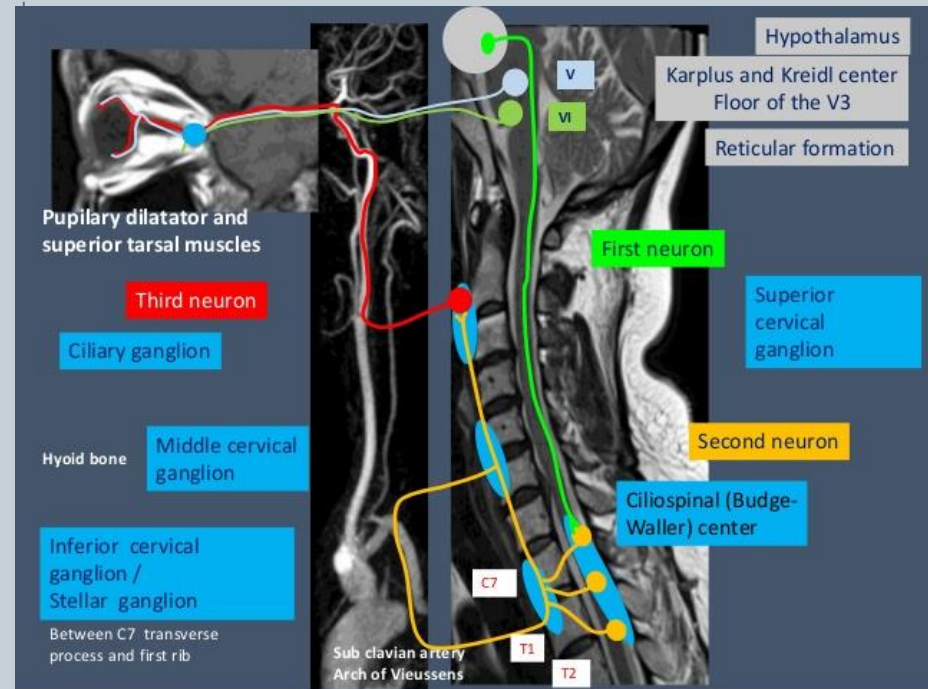 Hypothalamus
Karplus and Kreidl center
Floor of the V3
Reticular formation
V
VI
Pupilary dilatator and
superior tarsal muscles
First neuron
Third neuron
Superior
cervical
ganglion
Ciliary ganglion
Second neuron
Hyoid bone
Middle cervical
ganglion
Ciliospinal (Budge-
Waller) center
Inferior cervical
ganglion /
Stellar ganglion
C7
Between C7 transverse
process and first rib
Sub clavian artery
Arch of Vieussens
T1
T2